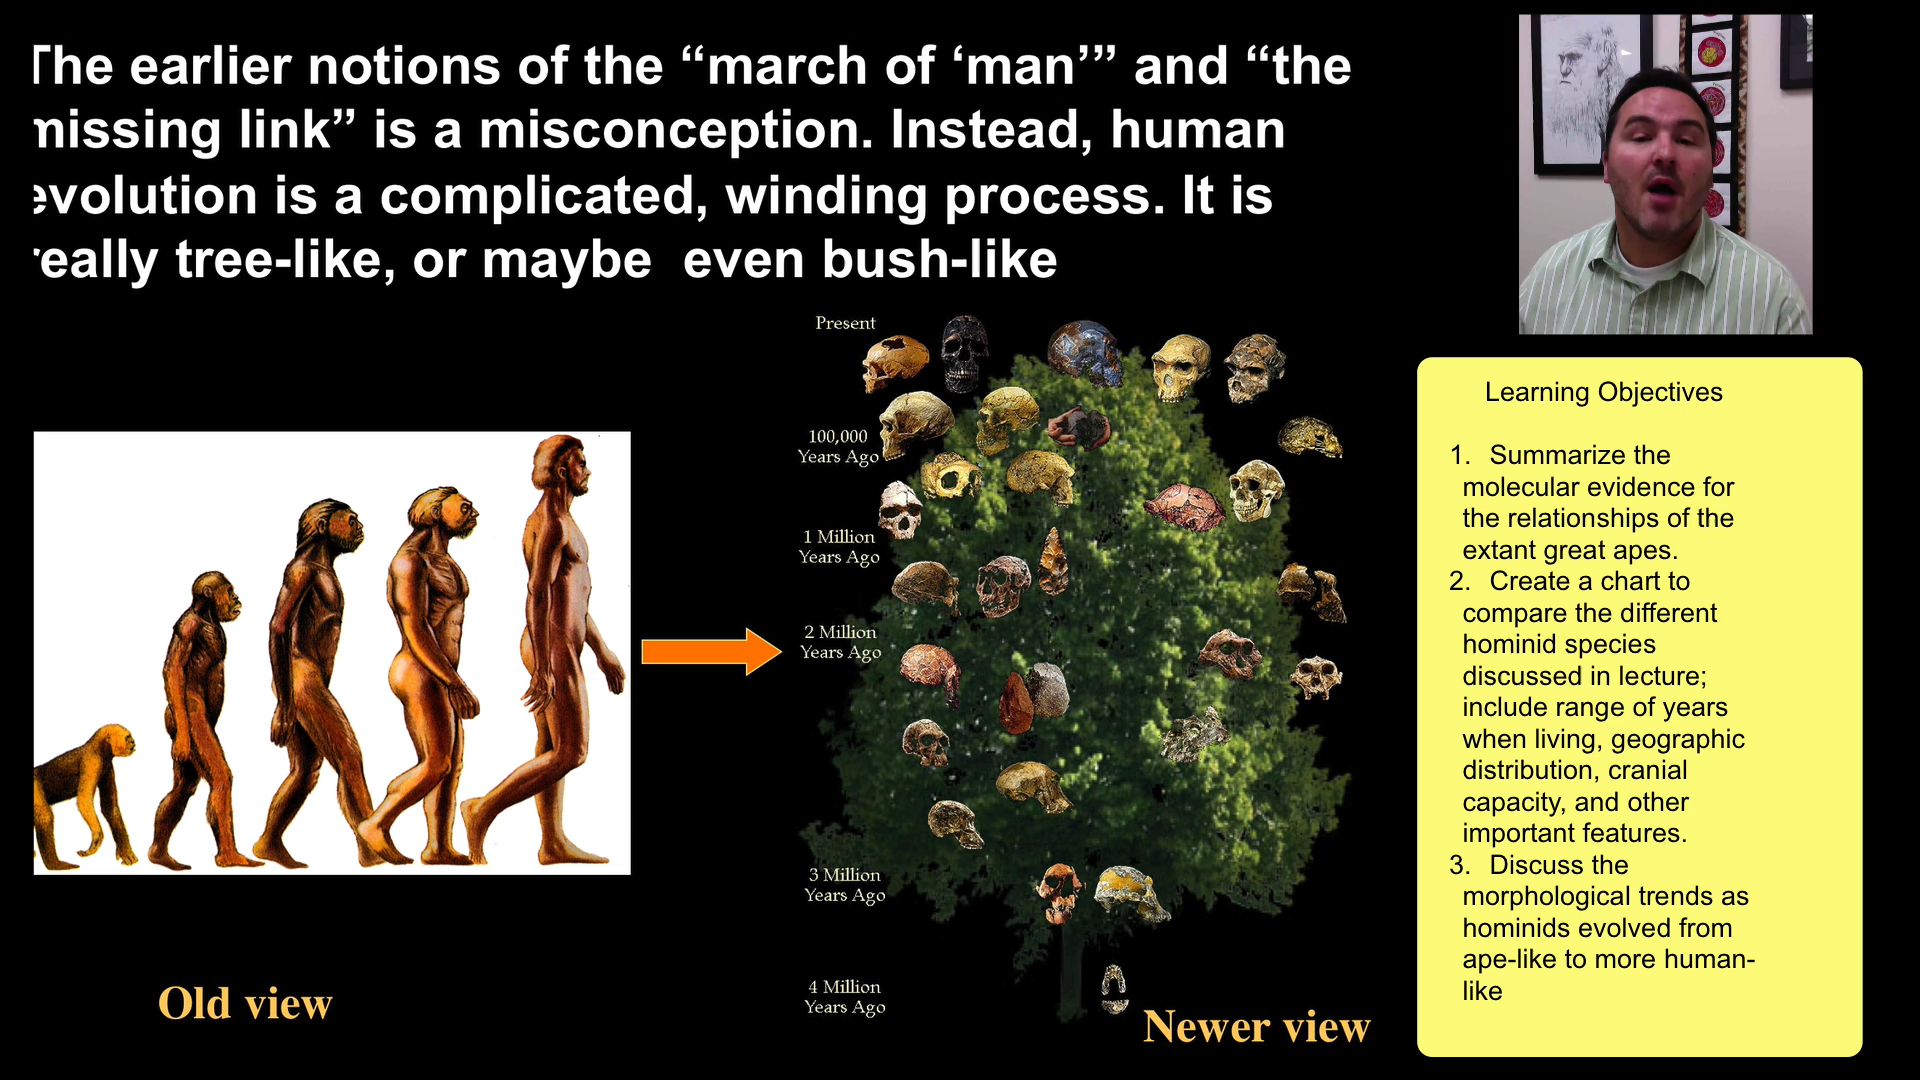 The earlier notions of the “march of ‘man’” and “the
missing link” is a misconception. Instead, human
evolution is a complicated, winding process. It is
really tree-like, or maybe  even bush-like
Present
100,000
Years Ago
1 Million
Years Ago
2 Million
Years Ago
3 Million
Years Ago
4 Million
Years Ago
Old view
Newer view
Learning Objectives
1. Summarize the
molecular evidence for
the relationships of the
extant great apes.
2. Create a chart to
compare the different
hominid species
discussed in lecture;
include range of years
when living, geographic
distribution, cranial
capacity, and other
important features.
3. Discuss the
morphological trends as
hominids evolved from
ape-like to more human-
like